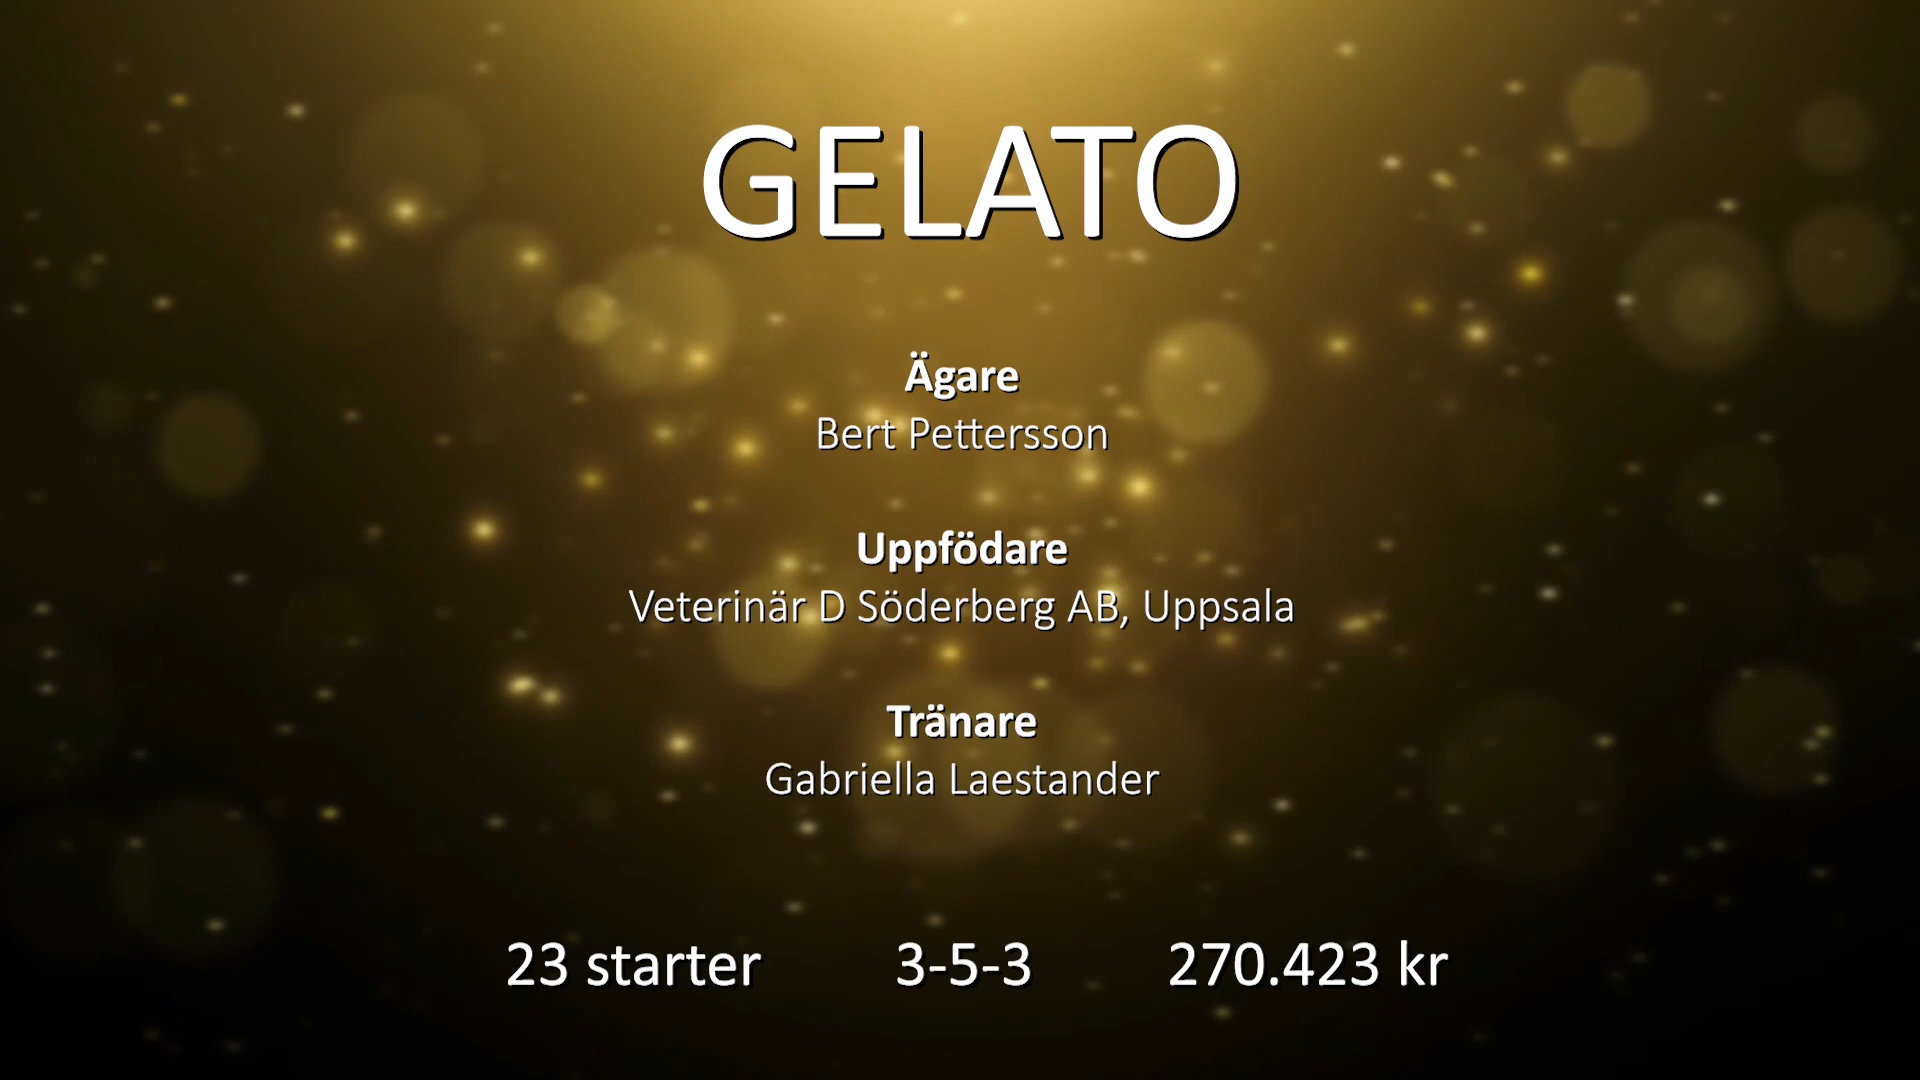 GELATO
Ägare
Bert Pettersson
Uppfödare
Veterinär D Söderberg AB, Uppsala
Tränare
Gabriella Laestander
23 starter 3-5-3 270.423 kr